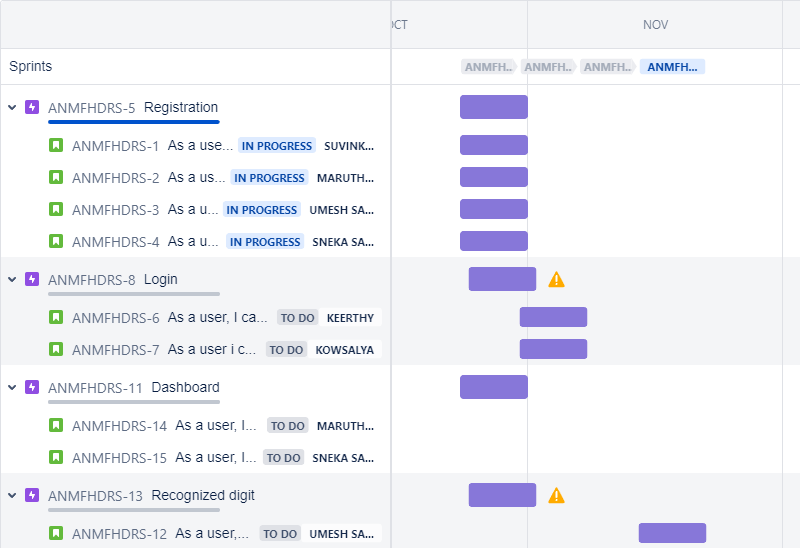 OCT NOV
Sprints ANMFH.. ANMFH.. ANMFH.. ANMFH...
ANMFHDRS-5 Registration
ANMFHDRS-1 As a use... IN PROGRESS SUVINK...
ANMFHDRS-2 As a us... IN PROGRESS MARUTH...
ANMFHDRS-3 As a u... IN PROGRESS UMESH SA...
ANMFHDRS-4 As a u... IN PROGRESS SNEKA SA...
ANMFHDRS-8 Login
ANMFHDRS-6 As a user, I ca... TO DO KEERTHY
ANMFHDRS-7 As a user i c... TO DO KOWSALYA
ANMFHDRS-11 Dashboard
ANMFHDRS-14 As a user, I... TO DO MARUTH...
ANMFHDRS-15 As a user, I... TO DO SNEKA SA...
ANMFHDRS-13 Recognized digit
ANMFHDRS-12 As a user,... TO DO UMESH SA...